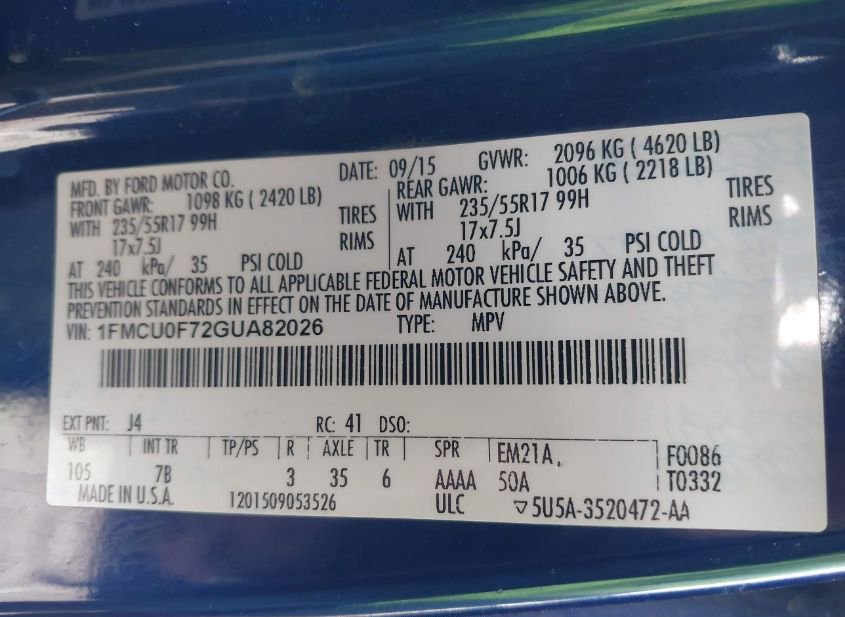 MFD. BY FORD MOTOR CO. DATE: 09/15 GVWR: 2096 KG ( 4620 LB)
FRONT GAWR: 1098 KG ( 2420 LB) REAR GAWR: 1006 KG ( 2218 LB)
WITH 235/55R17 99H TIRES WITH 235/55R17 99H TIRES
17x7.5J RIMS 17x7.5J RIMS
AT 240 kPa/ 35 PSI COLD AT 240 kPa/ 35 PSI COLD
THIS VEHICLE CONFORMS TO ALL APPLICABLE FEDERAL MOTOR VEHICLE SAFETY AND THEFT
PREVENTION STANDARDS IN EFFECT ON THE DATE OF MANUFACTURE SHOWN ABOVE.
VIN: 1FMCU0F72GUA82026 TYPE: MPV
EXT PNT: J4 RC: 41 DSO:
WB INT TR TP/PS R AXLE TR SPR EM21A, F0086
105 7B 3 35 6 AAAA 50A T0332
MADE IN U.S.A. 1201509053526 ULC ▽5U5A-3520472-AA